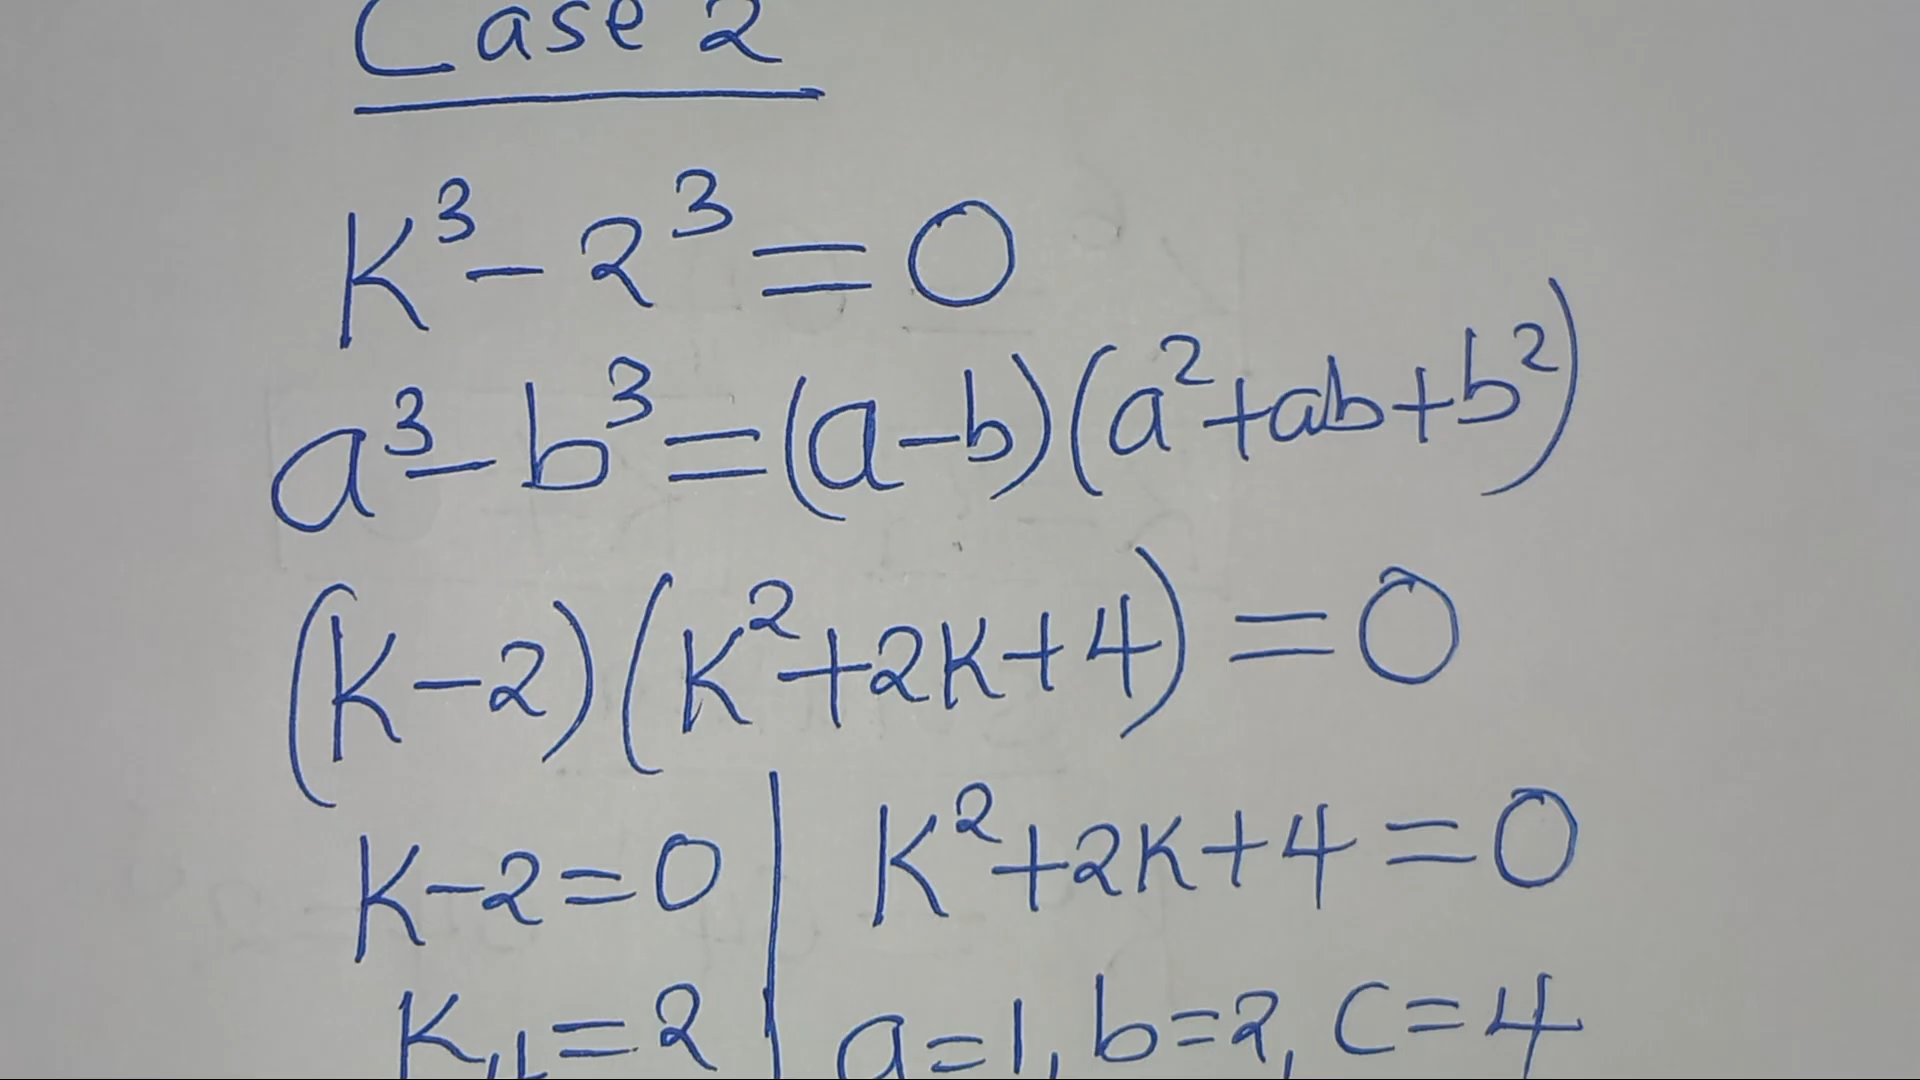 Case 2
K³ - 2³ = 0
a³ - b³ = (a - b)(a² + ab + b²)
(K - 2)(K² + 2K + 4) = 0
K - 2 = 0 | K² + 2K + 4 = 0
K₄ = 2 | a = 1, b = 2, c = 4